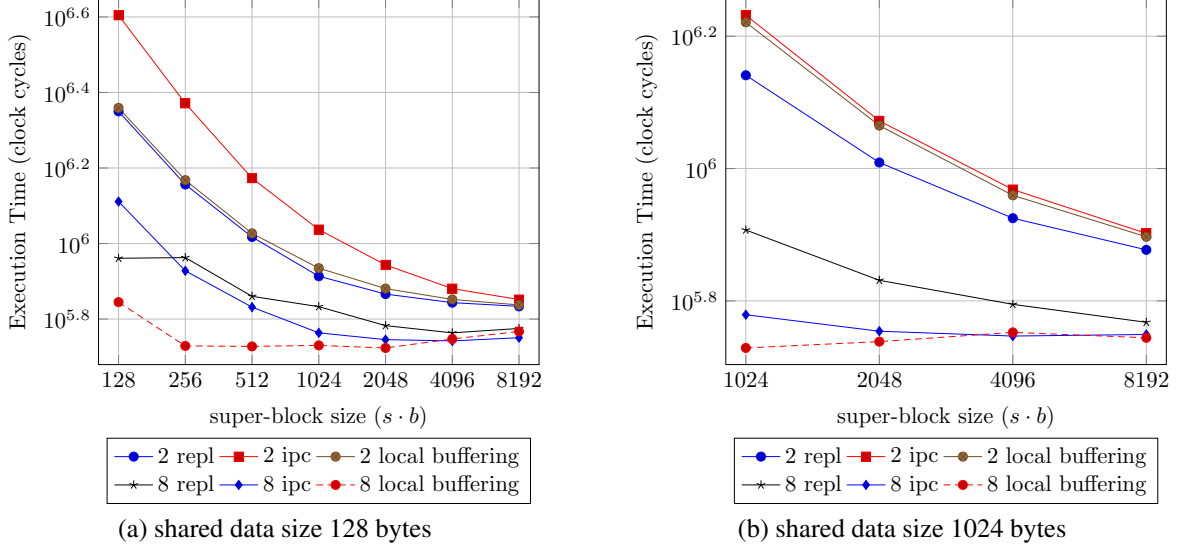 10^6.6
10^6.4
10^6.2
10^6
10^5.8
Execution Time (clock cycles)
128 256 512 1024 2048 4096 8192
super-block size (s · b)
2 repl 2 ipc 2 local buffering
8 repl 8 ipc 8 local buffering
(a) shared data size 128 bytes
10^6.2
10^6
10^5.8
Execution Time (clock cycles)
1024 2048 4096 8192
super-block size (s · b)
2 repl 2 ipc 2 local buffering
8 repl 8 ipc 8 local buffering
(b) shared data size 1024 bytes